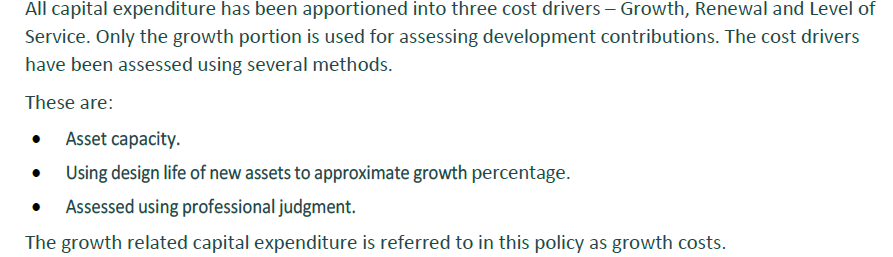 All capital expenditure has been apportioned into three cost drivers – Growth, Renewal and Level of
Service. Only the growth portion is used for assessing development contributions. The cost drivers
have been assessed using several methods.
These are:
• Asset capacity.
• Using design life of new assets to approximate growth percentage.
• Assessed using professional judgment.
The growth related capital expenditure is referred to in this policy as growth costs.